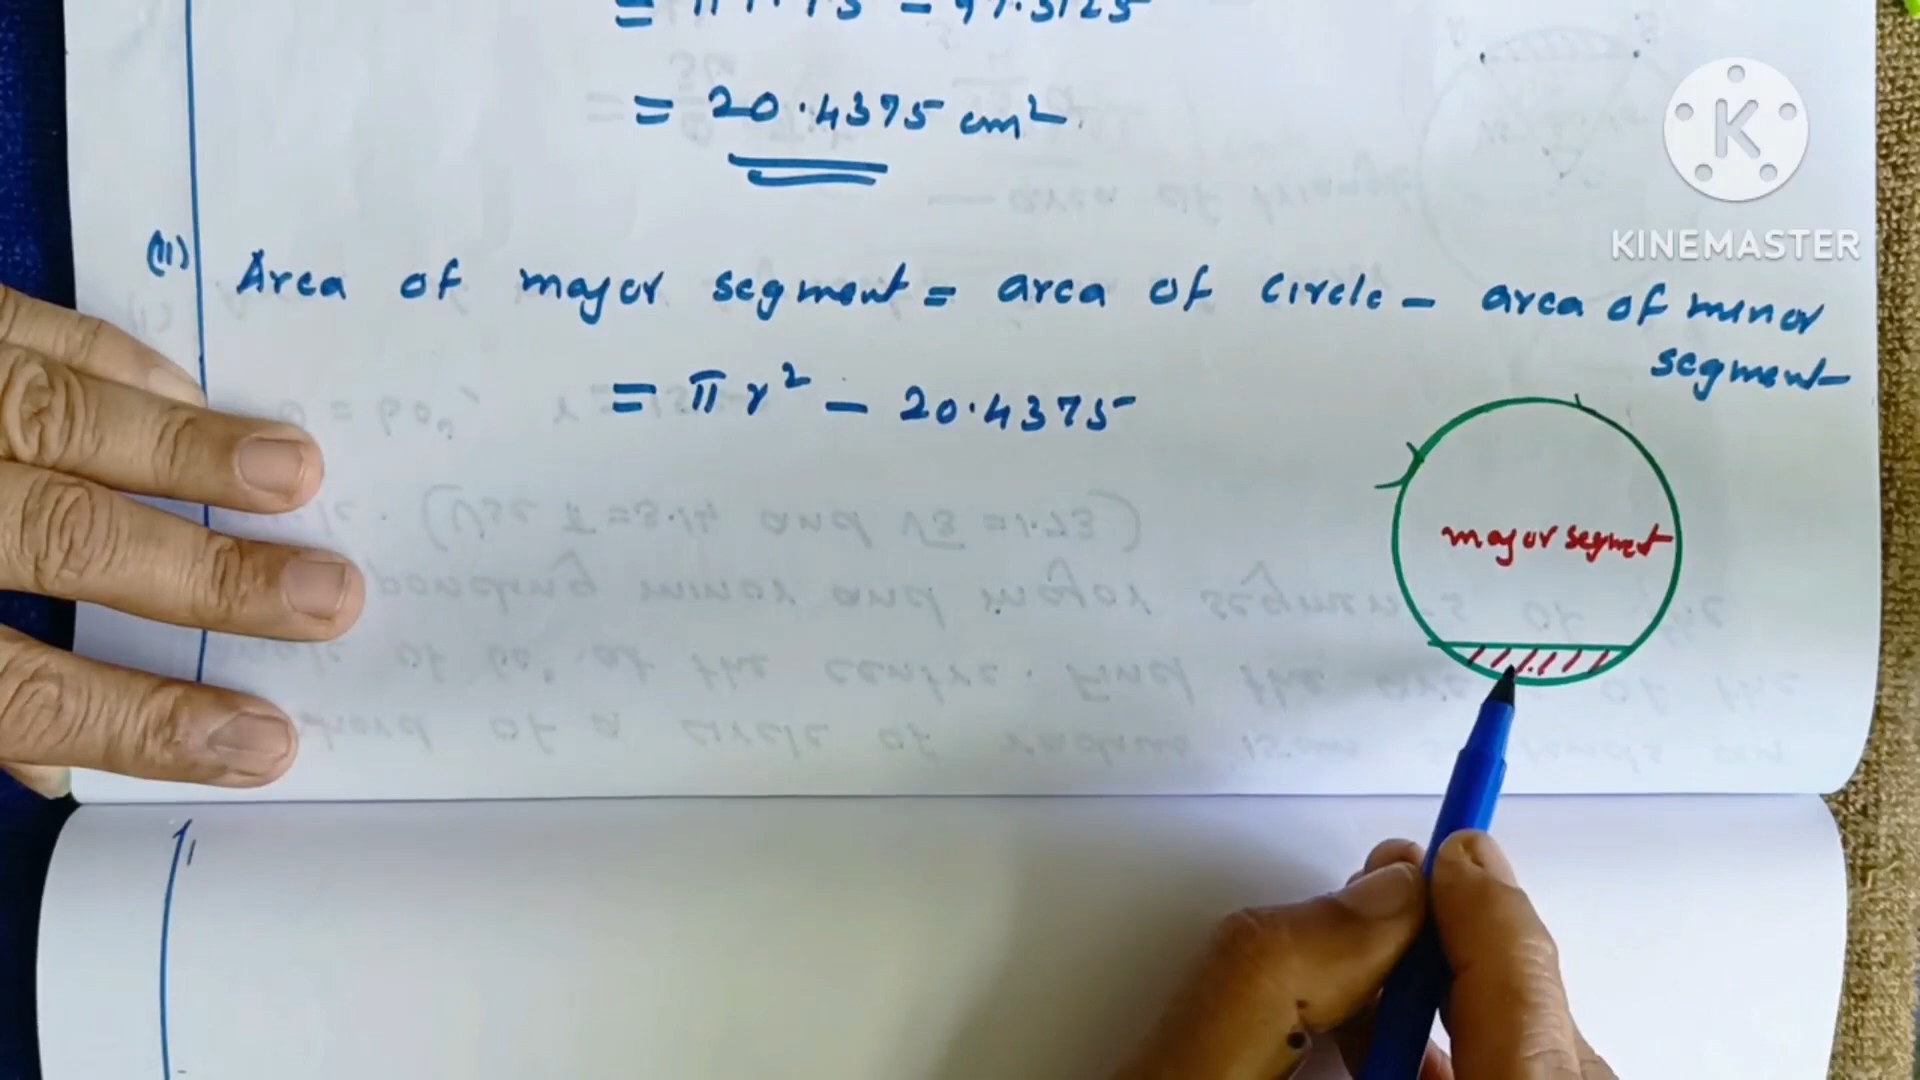 = 20.4375 cm²
(ii) Area of major segment = area of circle - area of minor
segment
= πr² - 20.4375
major segment
KINEMASTER